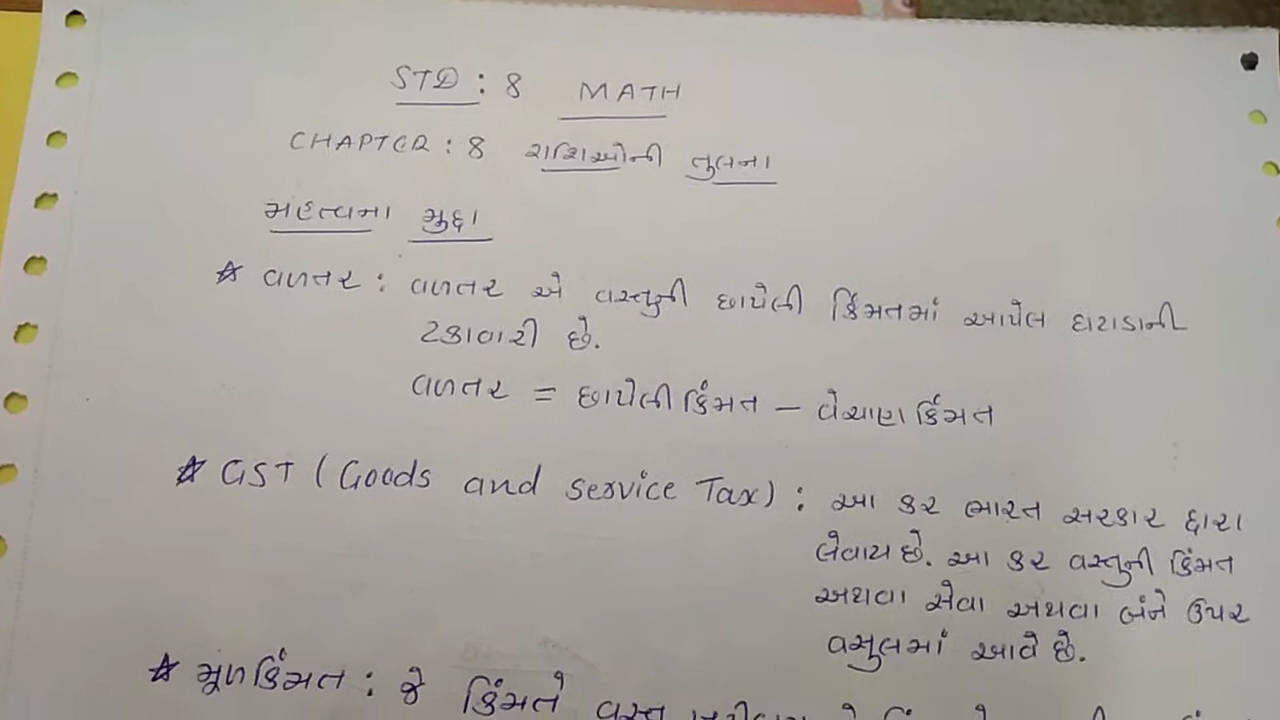 STD : 8 MATH
CHAPTER : 8 રાશિઓની તુલના
મહત્વના મુદ્દા
☆ વળતર : વળતર એ વસ્તુની છાપેલી કિંમતમાં આપેલ ઘટાડાની
ટકાવારી છે.
વળતર = છાપેલી કિંમત – વેચાણ કિંમત
☆ GST (Goods and Service Tax) : આ કર ભારત સરકાર દ્વારા
લેવાય છે. આ કર વસ્તુની કિંમત
અથવા સેવા અથવા બંને ઉપર
વસુલમાં આવે છે.
☆ મૂળકિંમત : જે કિંમતે વસ્તુ